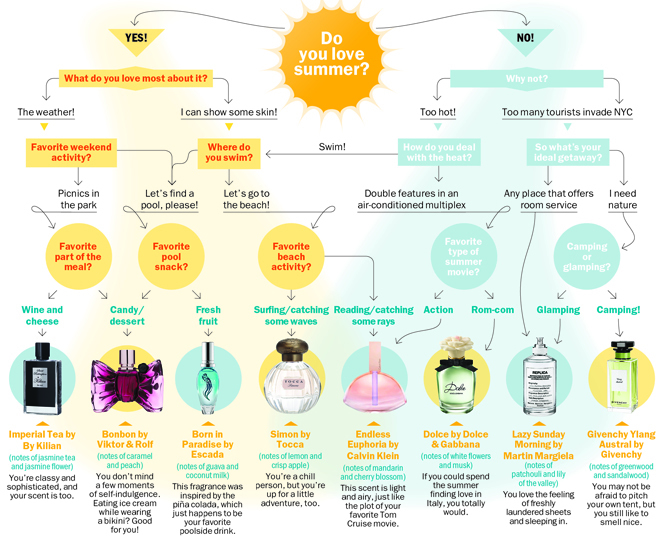 Do
you love
summer?
YES!
NO!
What do you love most about it?
Why not?
The weather!
I can show some skin!
Too hot!
Too many tourists invade NYC
Favorite weekend
activity?
Where do
you swim?
Swim!
How do you deal
with the heat?
So what's your
ideal getaway?
Picnics in
the park
Let's find a
pool, please!
Let's go to
the beach!
Double features in an
air-conditioned multiplex
Any place that offers
room service
I need
nature
Favorite
part of the
meal?
Favorite
pool
snack?
Favorite
beach
activity?
Favorite
type of
summer
movie?
Camping
or
glamping?
Wine and
cheese
Candy/
dessert
Fresh
fruit
Surfing/catching
some waves
Reading/catching
some rays
Action
Rom-com
Glamping
Camping!
TOCCA
Dolce
REPLICA
Imperial Tea by
By Kilian
(notes of jasmine tea
and jasmine flower)
You're classy and
sophisticated, and
your scent is too.
Bonbon by
Viktor & Rolf
(notes of caramel
and peach)
You don't mind
a few moments of
self-indulgence.
Eating ice cream
while wearing
a bikini? Good
for you!
Born in
Paradise by
Escada
(notes of guava and
coconut milk)
This fragrance was
inspired by the
piña colada, which
just happens to be
your favorite
poolside drink.
Simon by
Tocca
(notes of lemon and
crisp apple)
You're a chill
person, but you're
up for a little
adventure, too.
Endless
Euphoria by
Calvin Klein
(notes of mandarin
and cherry blossom)
This scent is light
and airy, just like
the plot of your
favorite Tom
Cruise movie.
Dolce by Dolce
& Gabbana
(notes of white flowers
and musk)
If you could spend
the summer
finding love in
Italy, you totally
would.
Lazy Sunday
Morning by
Martin Margiela
(notes of
patchouli and lily
of the valley)
You love the feeling
of freshly
laundered sheets
and sleeping in.
Givenchy Ylang
Austral by
Givenchy
(notes of greenwood
and sandalwood)
You may not be
afraid to pitch
your own tent, but
you still like to
smell nice.